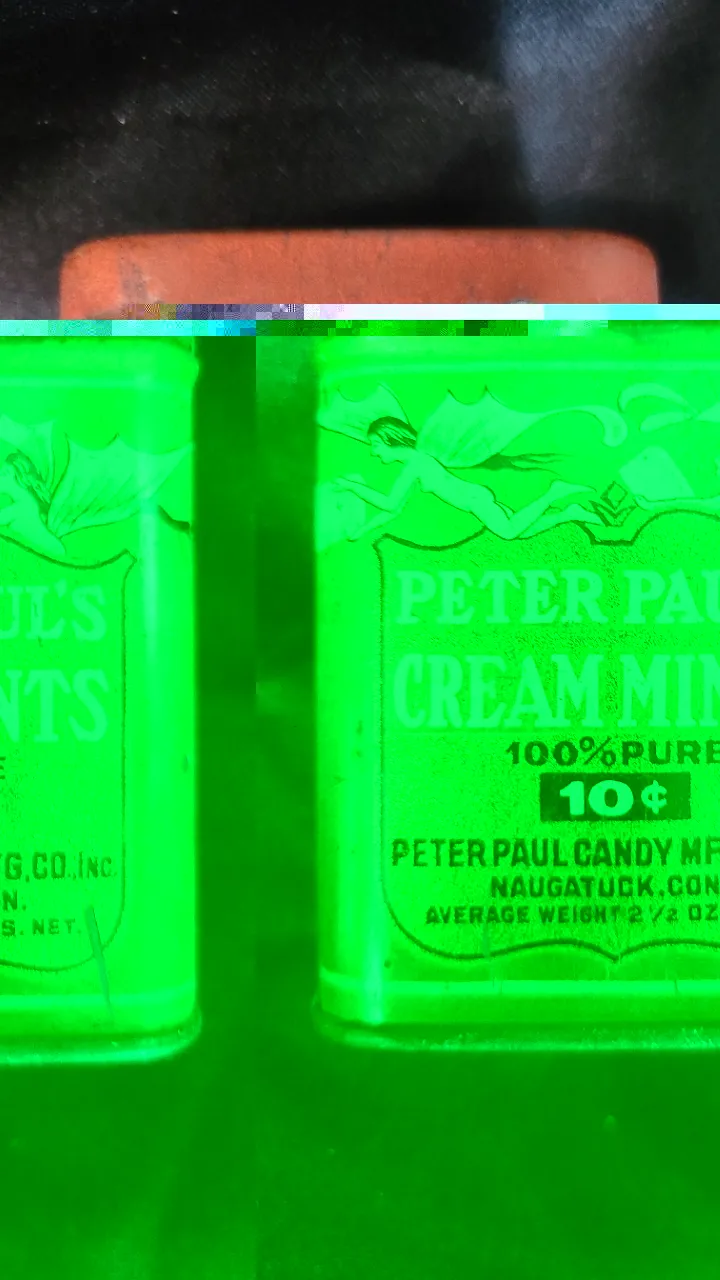 UL'S
NTS
E
G,CO.,INC.
N.
S. NET.
PETER PAU
CREAM MIN
100% PURE
10¢
PETER PAUL CANDY MF
NAUGATUCK, CON
AVERAGE WEIGHT 2 1/2 OZ